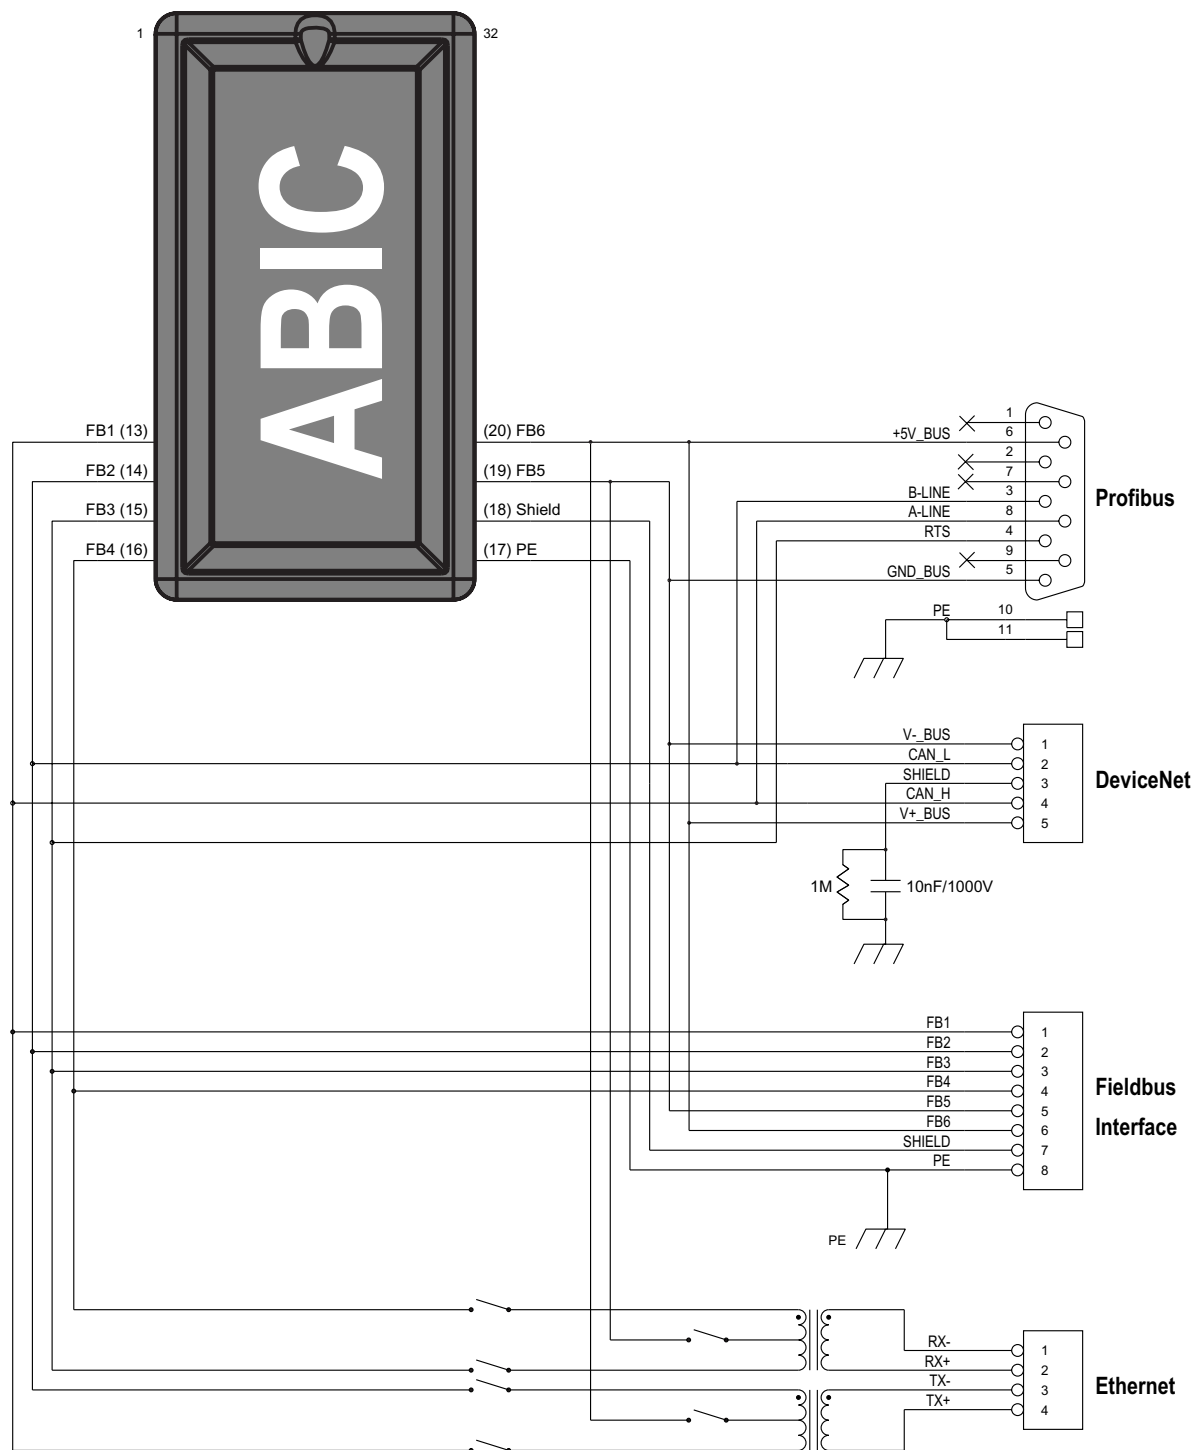 1
32
ABIC
FB1 (13)
FB2 (14)
FB3 (15)
FB4 (16)
(20) FB6
(19) FB5
(18) Shield
(17) PE
1
+5V_BUS 6
2
7
B-LINE 3
A-LINE 8
RTS 4
9
GND_BUS 5
PE 10
11
Profibus
V-_BUS 1
CAN_L 2
SHIELD 3
CAN_H 4
V+_BUS 5
DeviceNet
1M
10nF/1000V
FB1 1
FB2 2
FB3 3
FB4 4
FB5 5
FB6 6
SHIELD 7
PE 8
Fieldbus
Interface
PE
RX- 1
RX+ 2
TX- 3
TX+ 4
Ethernet